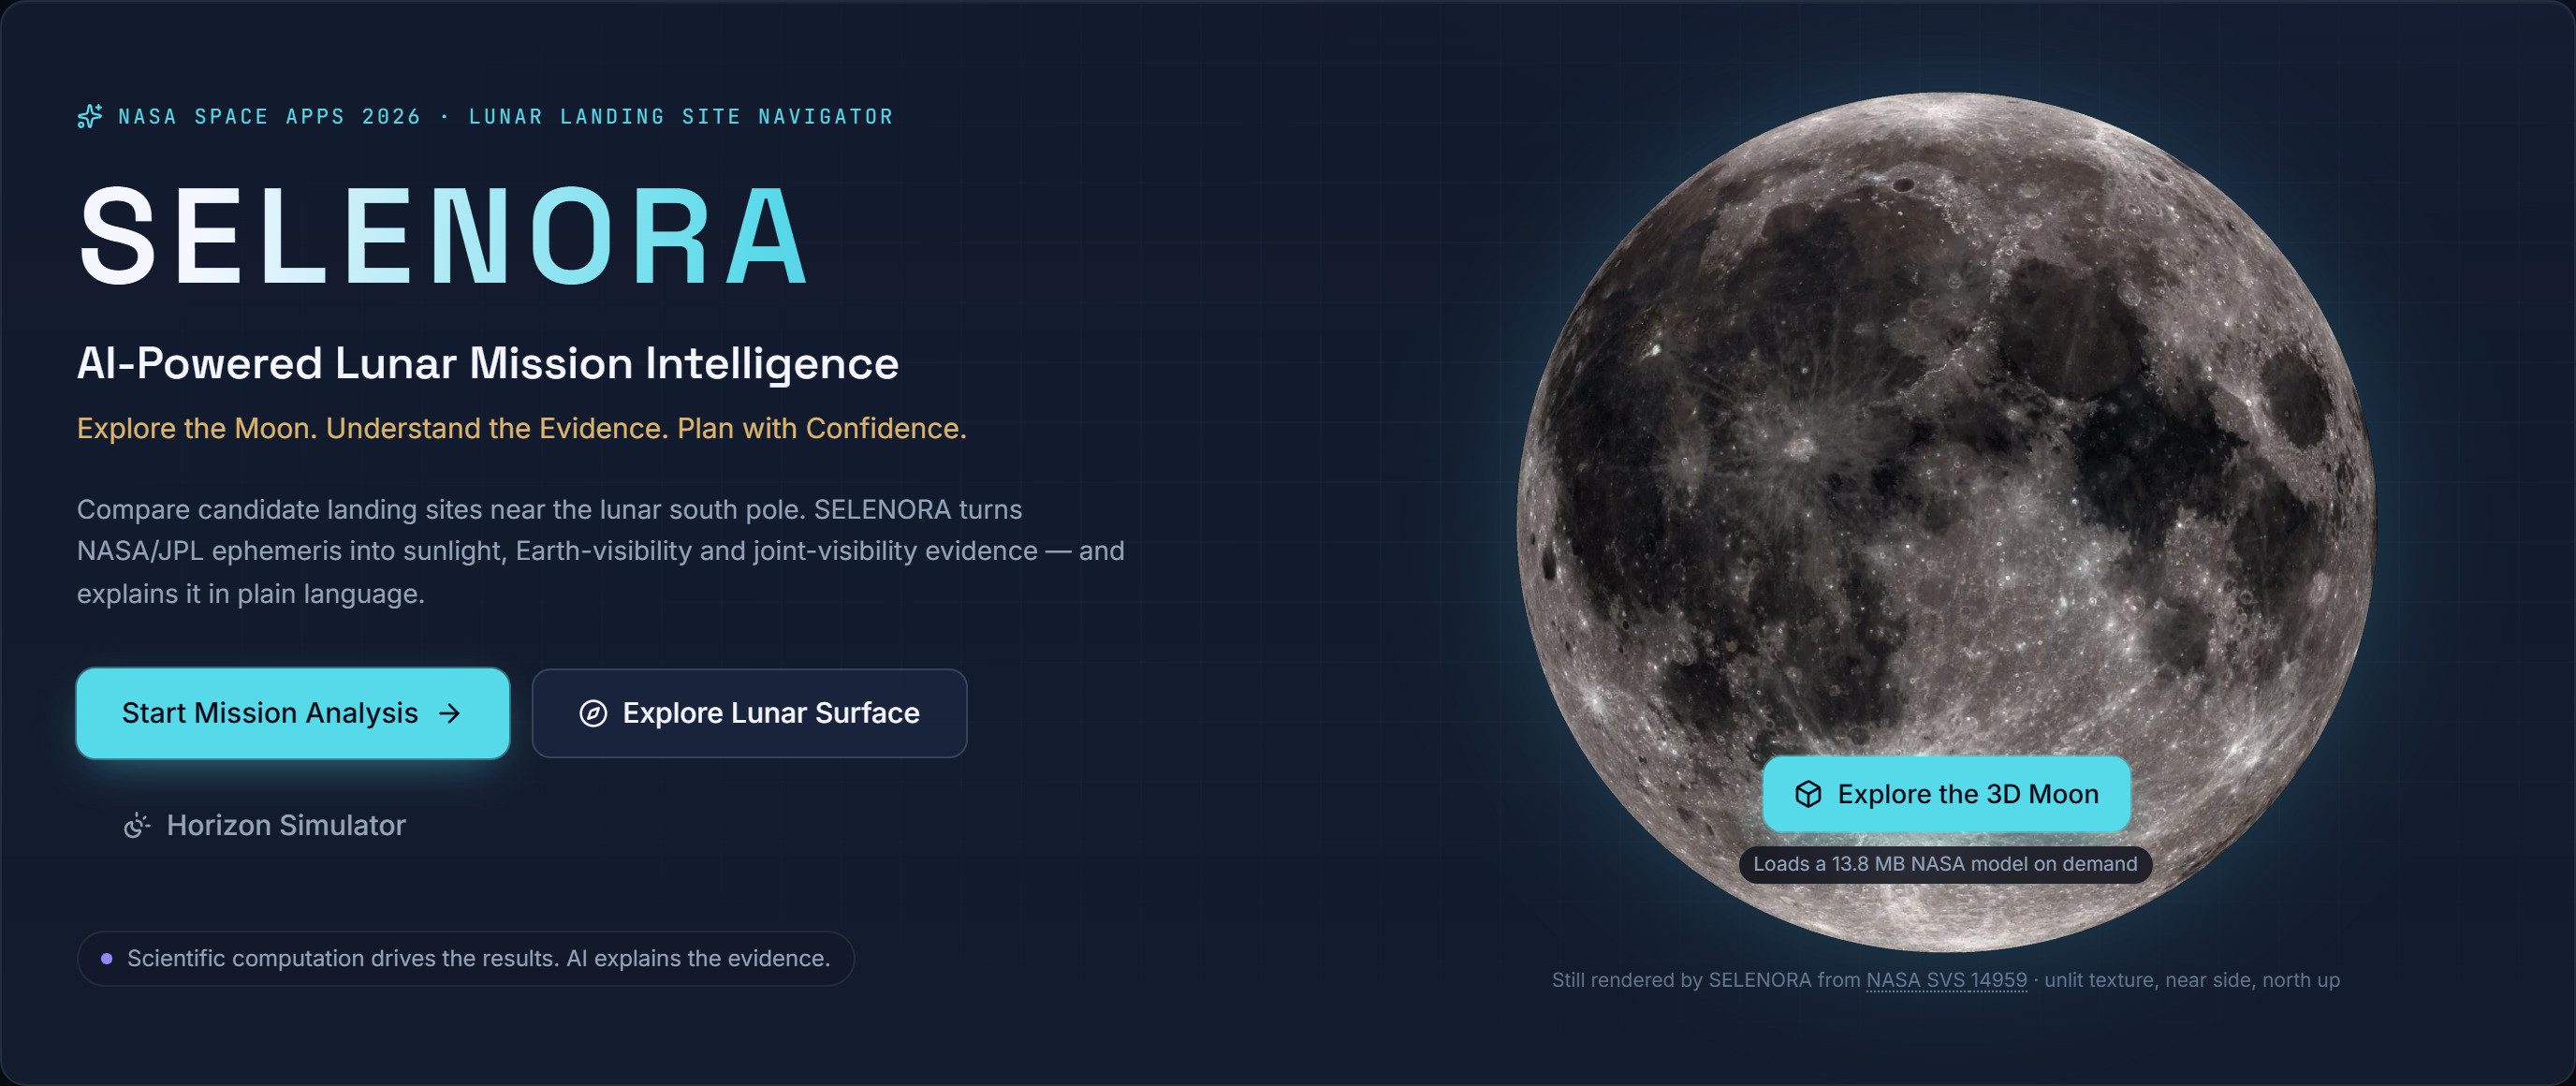 NASA SPACE APPS 2026 · LUNAR LANDING SITE NAVIGATOR
SELENORA
AI-Powered Lunar Mission Intelligence
Explore the Moon. Understand the Evidence. Plan with Confidence.
Compare candidate landing sites near the lunar south pole. SELENORA turns
NASA/JPL ephemeris into sunlight, Earth-visibility and joint-visibility evidence — and
explains it in plain language.
Start Mission Analysis →
Explore Lunar Surface
Horizon Simulator
Scientific computation drives the results. AI explains the evidence.
Explore the 3D Moon
Loads a 13.8 MB NASA model on demand
Still rendered by SELENORA from NASA SVS 14959 · unlit texture, near side, north up